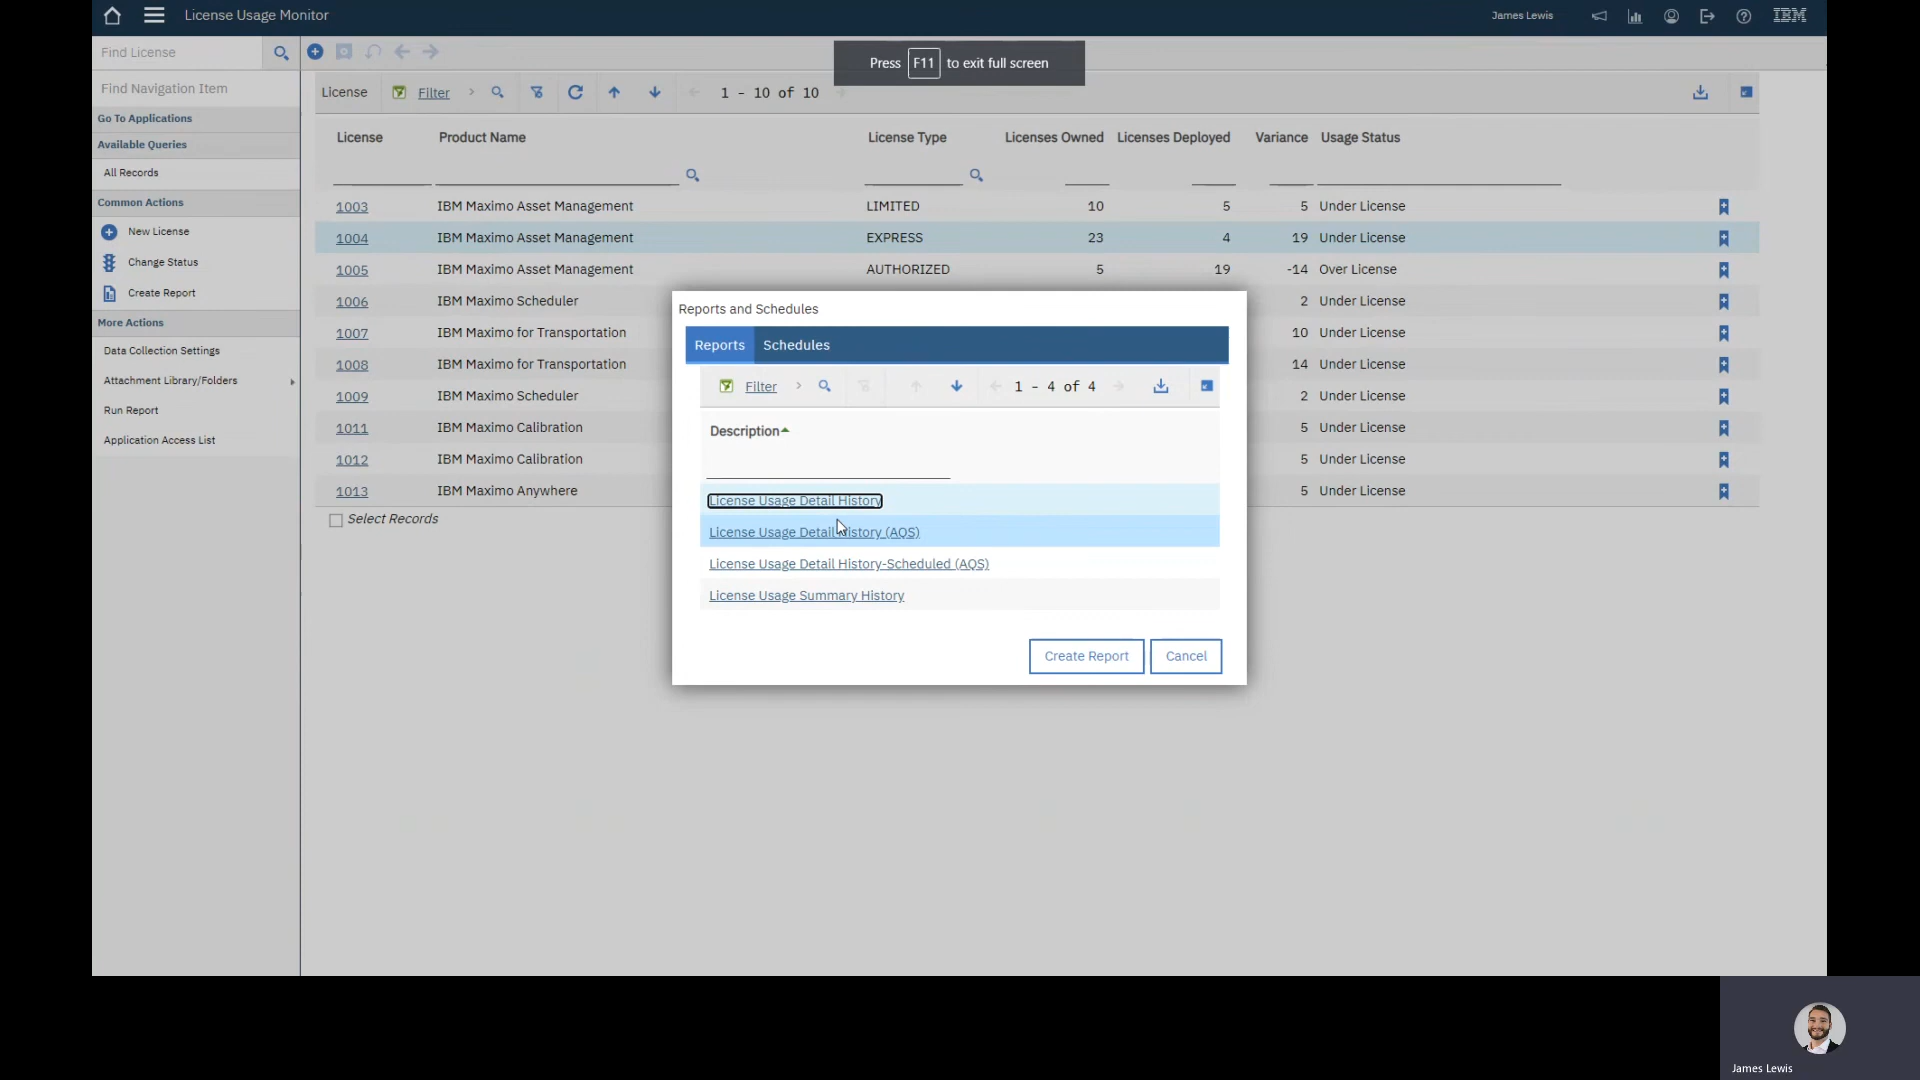 License Usage Monitor
James Lewis
IBM
Find License
Press F11 to exit full screen
Find Navigation Item
License Filter 1 - 10 of 10
Go To Applications
Available Queries
All Records
Common Actions
New License
Change Status
Create Report
More Actions
Data Collection Settings
Attachment Library/Folders
Run Report
Application Access List
License Product Name License Type Licenses Owned Licenses Deployed Variance Usage Status
1003 IBM Maximo Asset Management LIMITED 10 5 5 Under License
1004 IBM Maximo Asset Management EXPRESS 23 4 19 Under License
1005 IBM Maximo Asset Management AUTHORIZED 5 19 -14 Over License
1006 IBM Maximo Scheduler 2 Under License
1007 IBM Maximo for Transportation 10 Under License
1008 IBM Maximo for Transportation 14 Under License
1009 IBM Maximo Scheduler 2 Under License
1011 IBM Maximo Calibration 5 Under License
1012 IBM Maximo Calibration 5 Under License
1013 IBM Maximo Anywhere 5 Under License
Select Records
Reports and Schedules
Reports Schedules
Filter 1 - 4 of 4
Description
License Usage Detail History
License Usage Detail History (AQS)
License Usage Detail History-Scheduled (AQS)
License Usage Summary History
Create Report Cancel
James Lewis